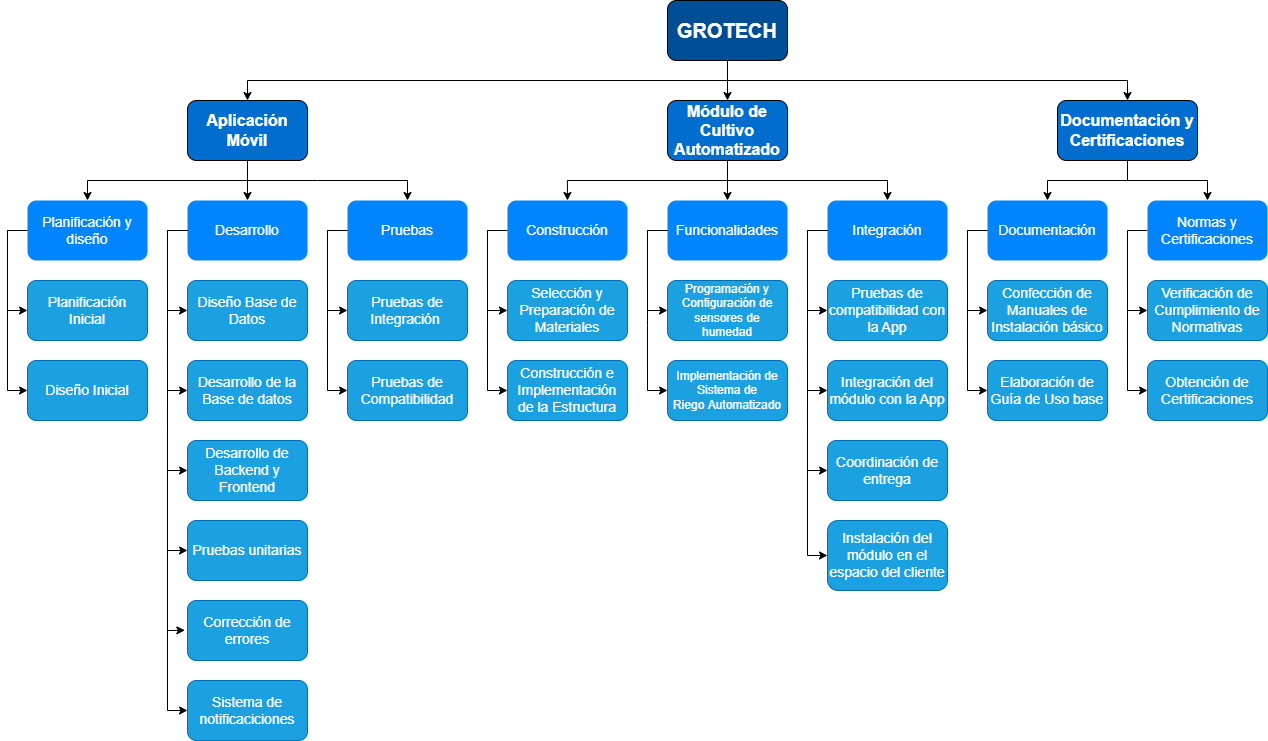 GROTECH
Aplicación
Móvil
Módulo de
Cultivo
Automatizado
Documentación y
Certificaciones
Planificación y
diseño
Desarrollo
Pruebas
Construcción
Funcionalidades
Integración
Documentación
Normas y
Certificaciones
Planificación
Inicial
Diseño Base de
Datos
Pruebas de
Integración
Selección y
Preparación de
Materiales
Programación y
Configuración de
sensores de
humedad
Pruebas de
compatibilidad con
la App
Confección de
Manuales de
Instalación básico
Verificación de
Cumplimiento de
Normativas
Diseño Inicial
Desarrollo de la
Base de datos
Pruebas de
Compatibilidad
Construcción e
Implementación
de la Estructura
Implementación de
Sistema de
Riego Automatizado
Integración del
módulo con la App
Elaboración de
Guía de Uso base
Obtención de
Certificaciones
Desarrollo de
Backend y
Frontend
Coordinación de
entrega
Pruebas unitarias
Instalación del
módulo en el
espacio del cliente
Corrección de
errores
Sistema de
notificaciciones